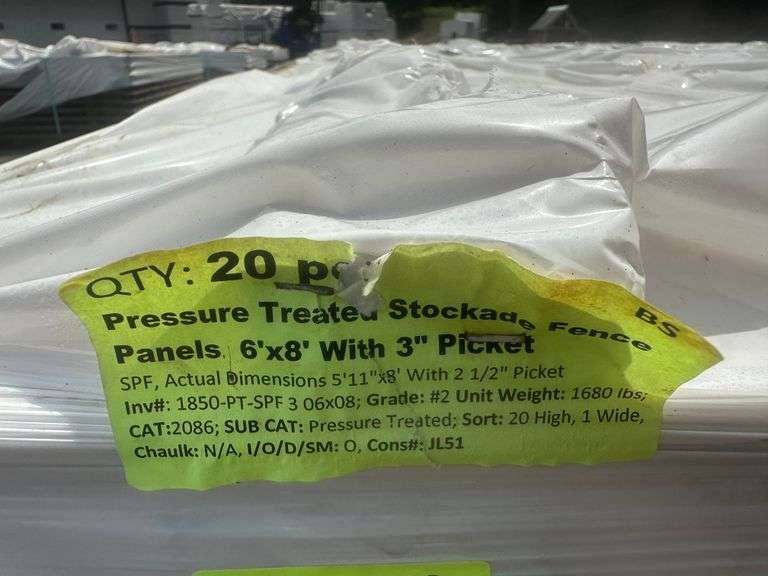 QTY: 20
BS
Pressure Treated Stockade Fence
Panels, 6'x8' With 3" Picket
SPF, Actual Dimensions 5'11"x8' With 2 1/2" Picket
Inv#: 1850-PT-SPF 3 06x08; Grade: #2 Unit Weight: 1680 lbs;
CAT:2086; SUB CAT: Pressure Treated; Sort: 20 High, 1 Wide,
Chaulk: N/A, I/O/D/SM: O, Cons#: JL51